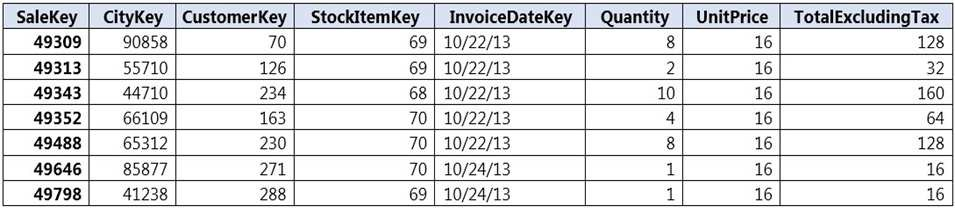 SaleKey CityKey CustomerKey StockItemKey InvoiceDateKey Quantity UnitPrice TotalExcludingTax
49309 90858 70 69 10/22/13 8 16 128
49313 55710 126 69 10/22/13 2 16 32
49343 44710 234 68 10/22/13 10 16 160
49352 66109 163 70 10/22/13 4 16 64
49488 65312 230 70 10/22/13 8 16 128
49646 85877 271 70 10/24/13 1 16 16
49798 41238 288 69 10/24/13 1 16 16